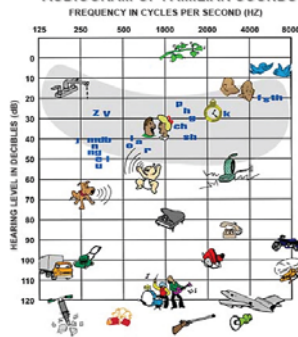 FREQUENCY IN CYCLES PER SECOND (HZ)
125 250 500 1000 2000 4000 8000
HEARING LEVEL IN DECIBLES (dB)
0
10
20
30
40
50
60
70
80
90
100
110
120
z v
p
h
g
ch
sh
k
f s th
j m d b
n
ng
e l
u
i
a
o
r